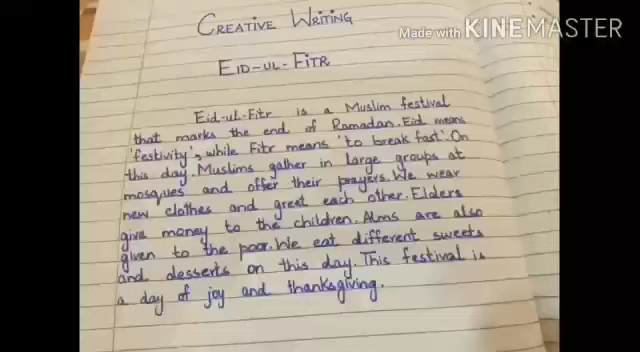 CREATIVE WRITING
Made with KINEMASTER
EID-UL-FITR
Eid-ul-Fitr is a Muslim festival
that marks the end of Ramadan. Eid means
'festivity', while Fitr means 'to break fast'. On
this day, Muslims gather in large groups at
mosques and offer their prayers. We wear
new clothes and greet each other. Elders
give money to the children. Alms are also
given to the poor. We eat different sweets
and desserts on this day. This festival is
a day of joy and thanksgiving.